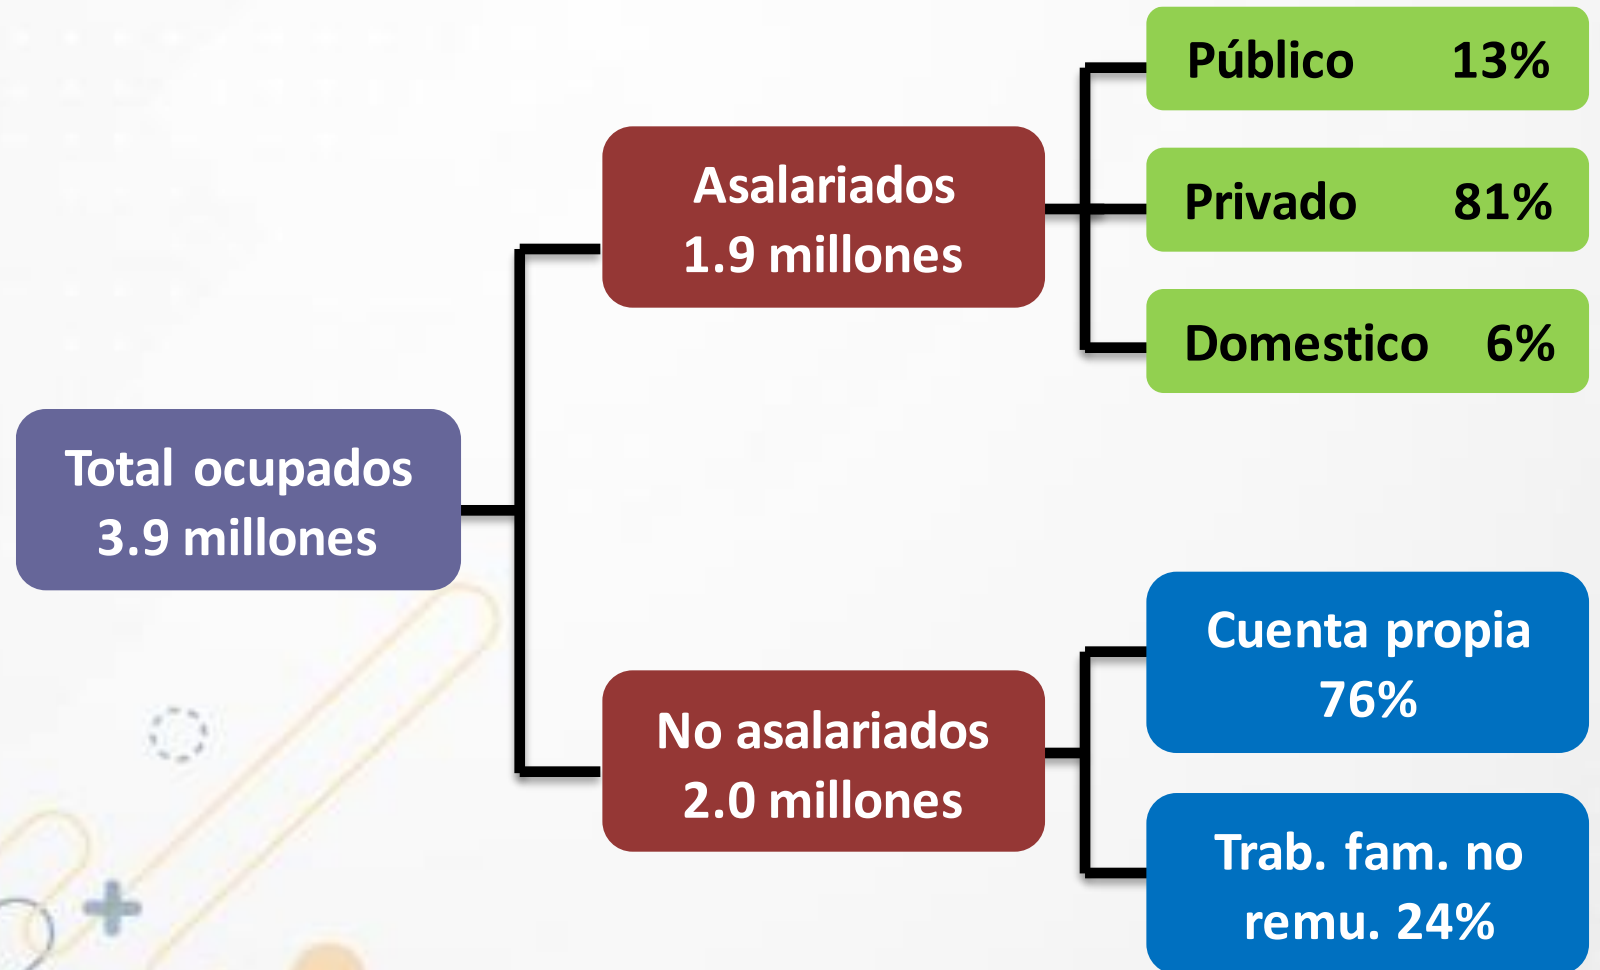 Público 13%
Asalariados
1.9 millones
Privado 81%
Domestico 6%
Total ocupados
3.9 millones
Cuenta propia
76%
No asalariados
2.0 millones
Trab. fam. no
remu. 24%